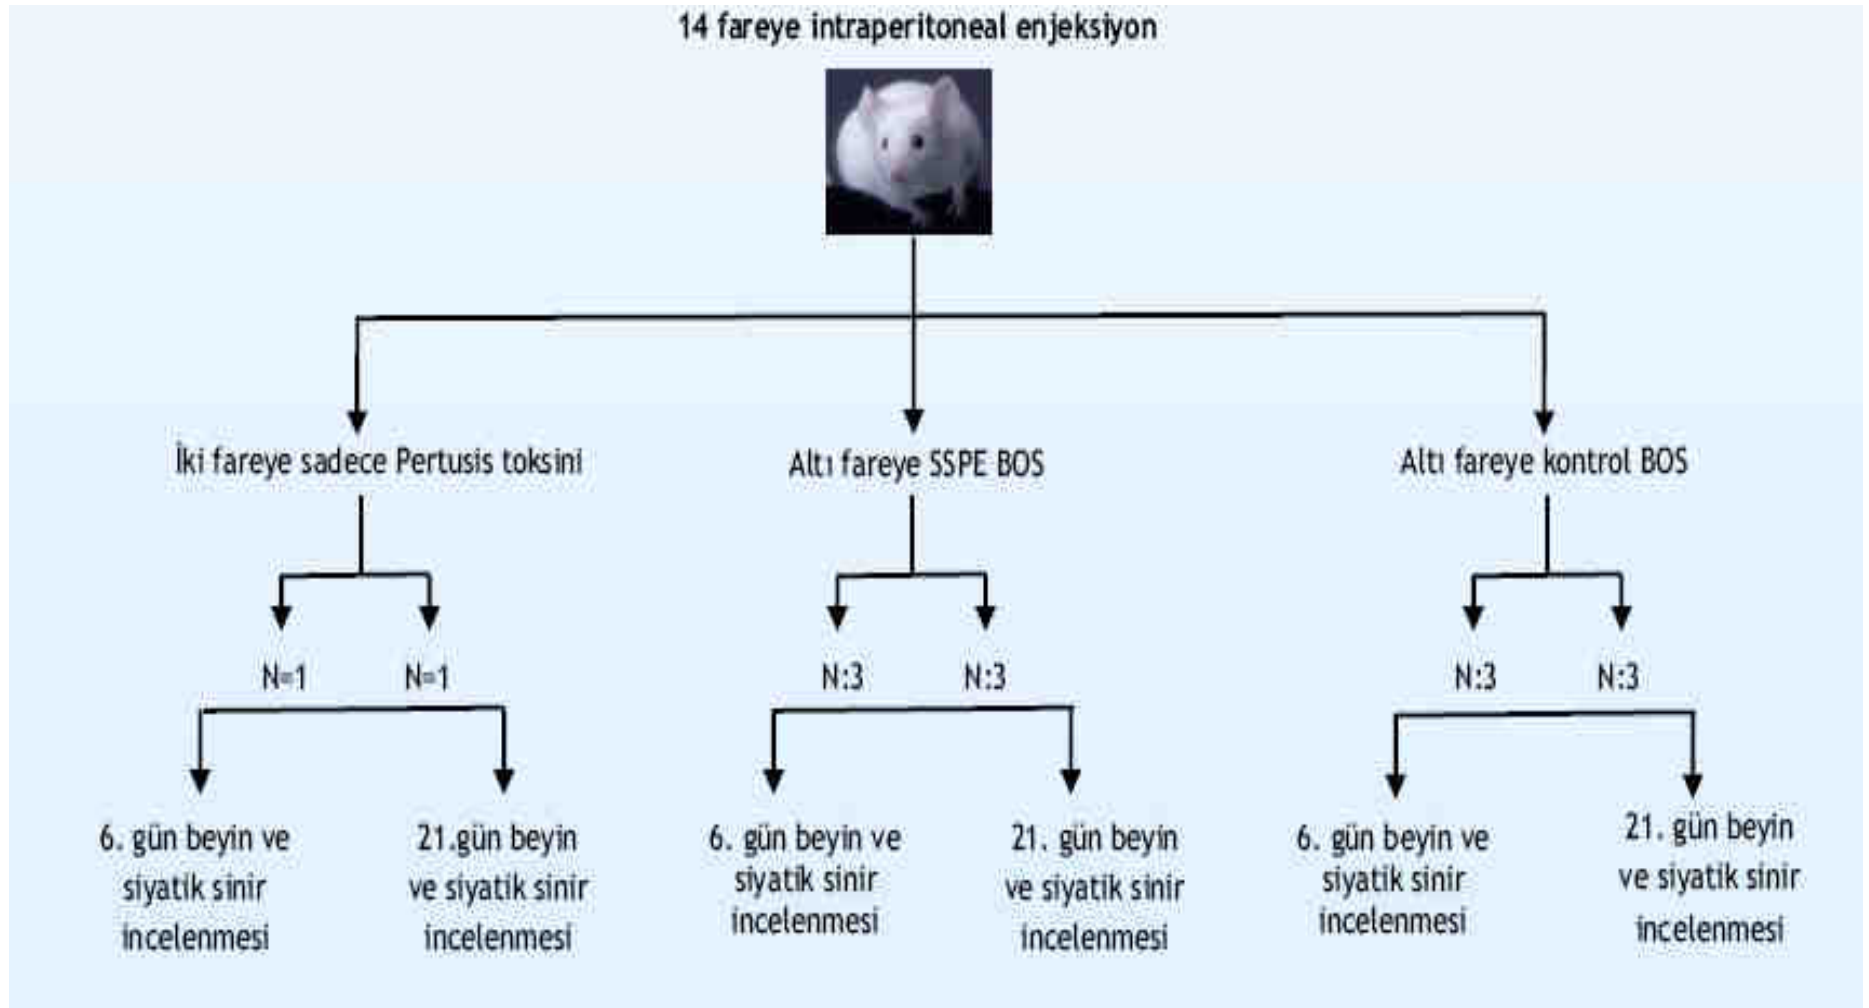 14 fareye intraperitoneal enjeksiyon
İki fareye sadece Pertusis toksini
Altı fareye SSPE BOS
Altı fareye kontrol BOS
N=1
N=1
N:3
N:3
N:3
N:3
6. gün beyin ve
siyatik sinir
incelenmesi
21.gün beyin
ve siyatik sinir
incelenmesi
6. gün beyin ve
siyatik sinir
incelenmesi
21. gün beyin
ve siyatik sinir
incelenmesi
6. gün beyin ve
siyatik sinir
incelenmesi
21. gün beyin
ve siyatik sinir
incelenmesi